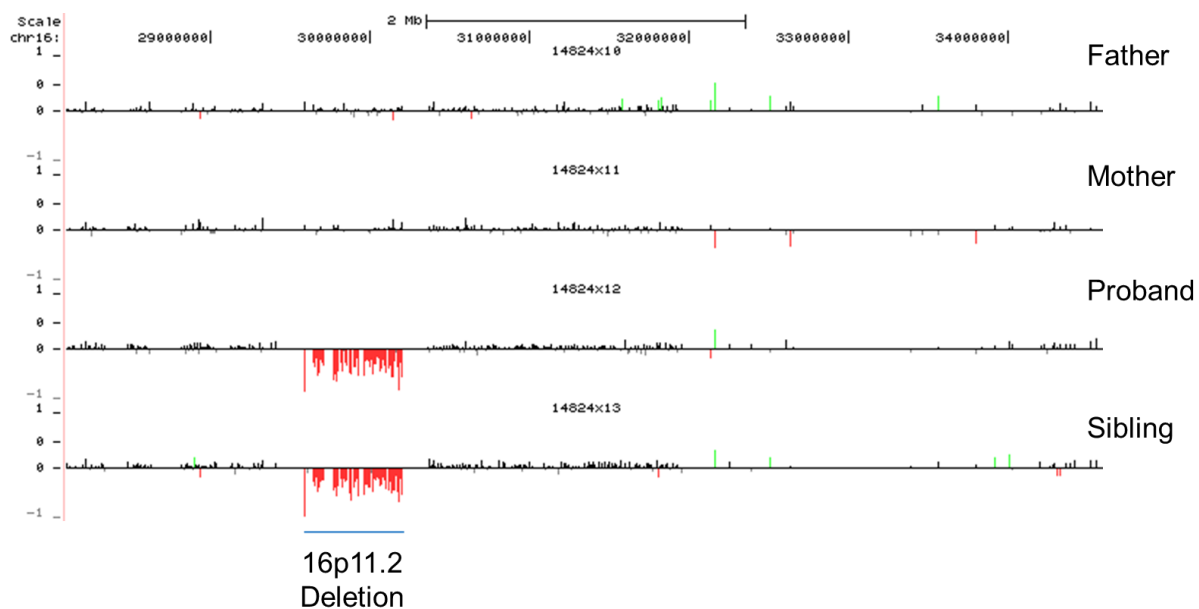 Scale 2 Mb
chr16: 29000000 30000000 31000000 32000000 33000000 34000000
1 14824x10 Father
0
0
-1
1 14824x11 Mother
0
0
-1
1 14824x12 Proband
0
0
-1
1 14824x13 Sibling
0
0
-1
16p11.2
Deletion